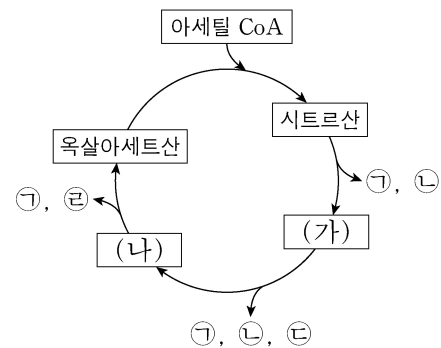 아세틸 CoA
시트르산
옥살아세트산
㉠, ㉣
㉠, ㉡
(나)
(가)
㉠, ㉡, ㉢